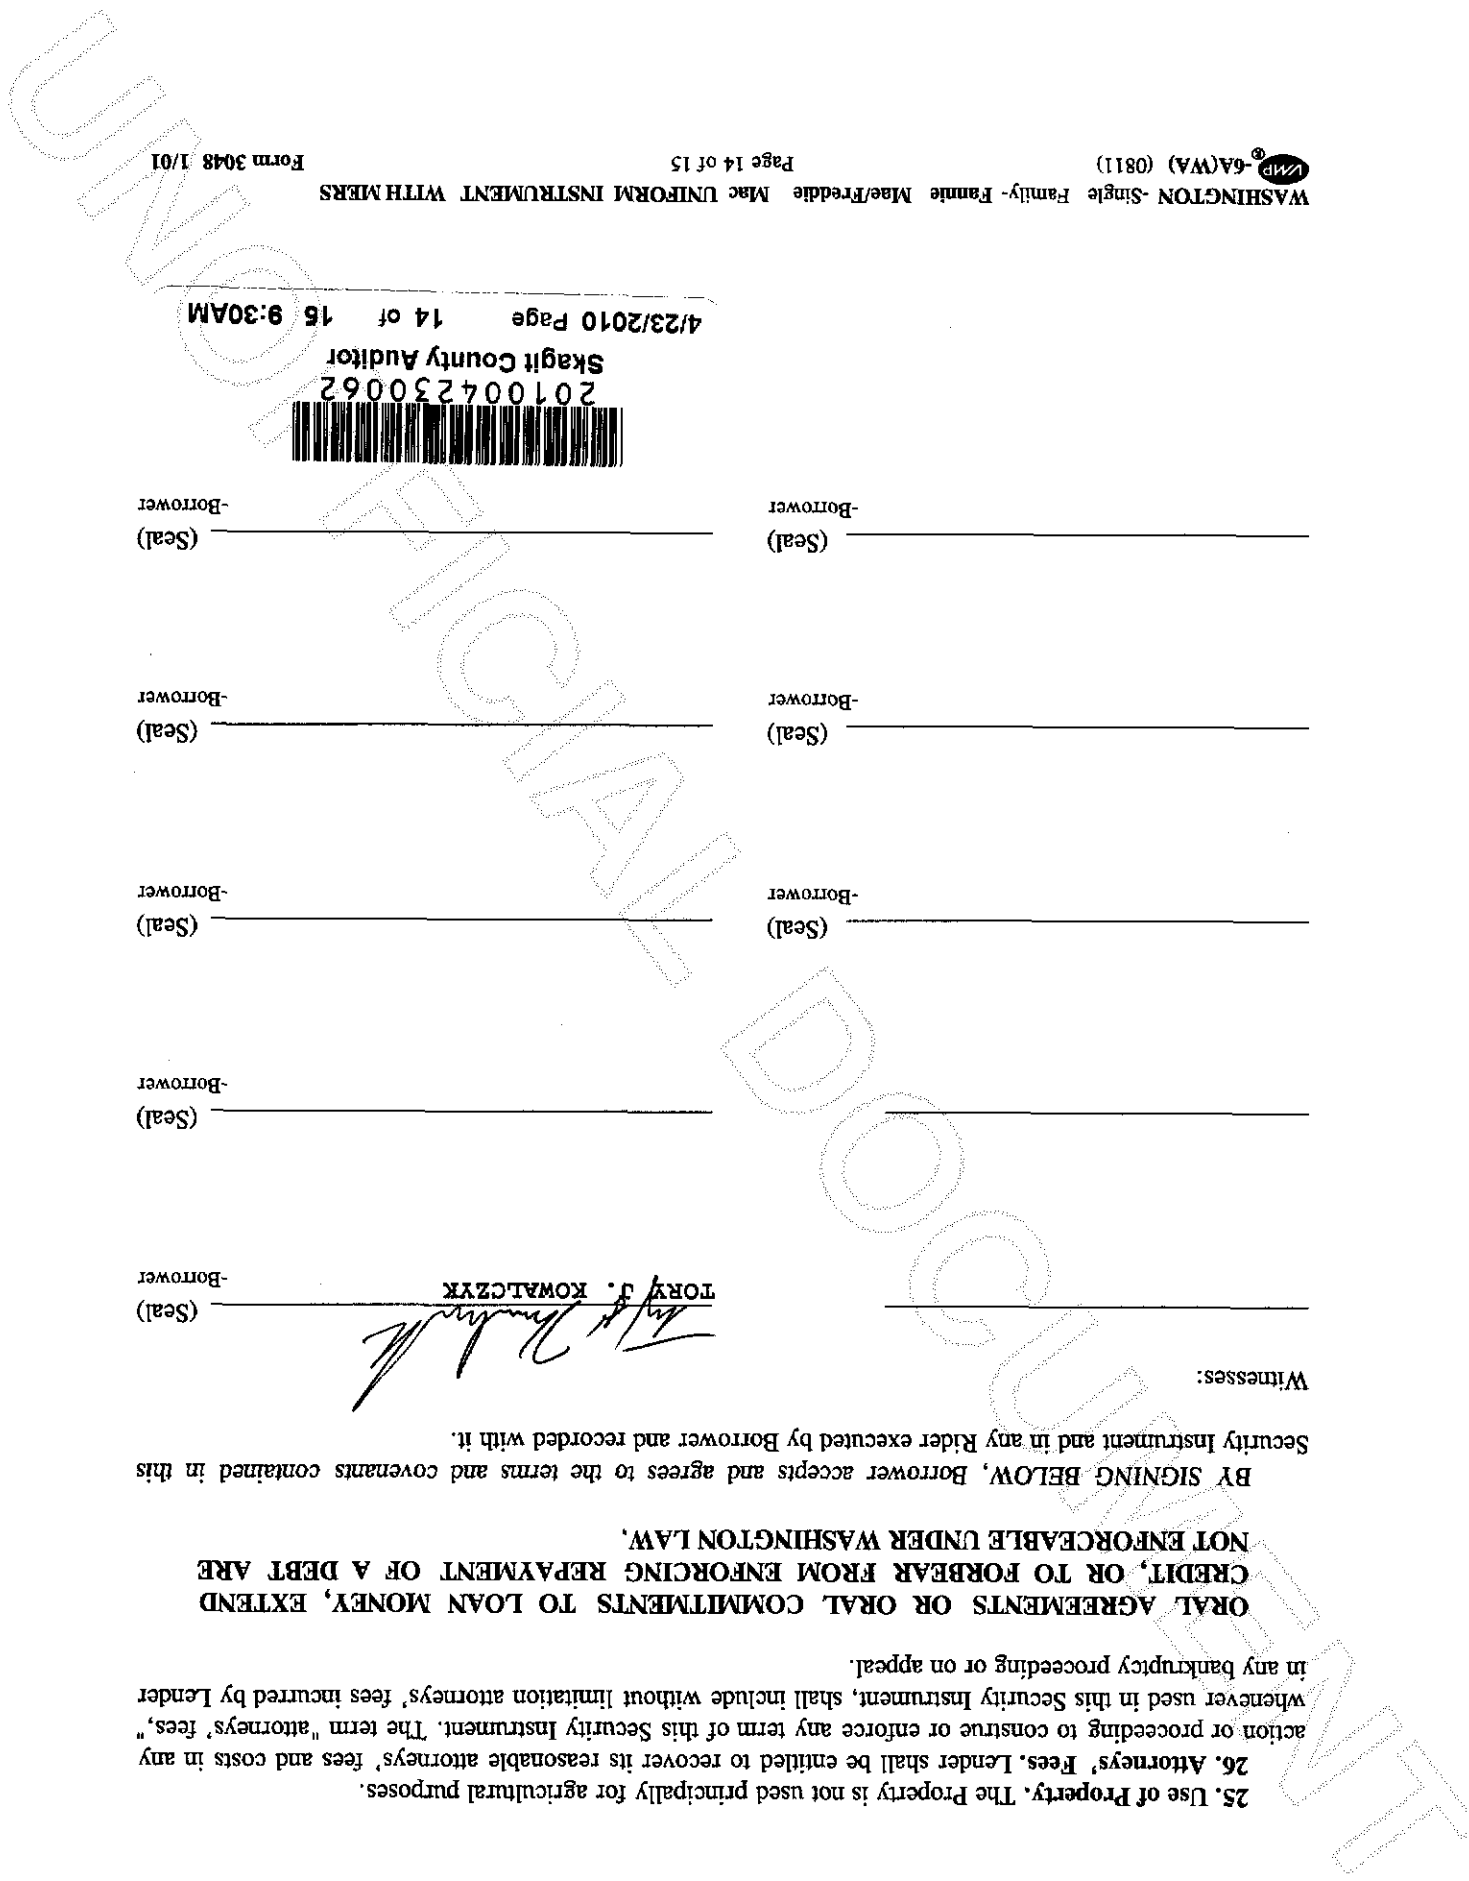 25. Use of Property. The Property is not used principally for agricultural purposes.
26. Attorneys' Fees. Lender shall be entitled to recover its reasonable attorneys' fees and costs in any
action or proceeding to construe or enforce any term of this Security Instrument. The term "attorneys' fees,"
whenever used in this Security Instrument, shall include without limitation attorneys' fees incurred by Lender
in any bankruptcy proceeding or on appeal.
ORAL AGREEMENTS OR ORAL COMMITMENTS TO LOAN MONEY, EXTEND
CREDIT, OR TO FORBEAR FROM ENFORCING REPAYMENT OF A DEBT ARE
NOT ENFORCEABLE UNDER WASHINGTON LAW.
BY SIGNING BELOW, Borrower accepts and agrees to the terms and covenants contained in this
Security Instrument and in any Rider executed by Borrower and recorded with it.
Witnesses:
(Seal)
TORY J. KOWALCZYK -Borrower
(Seal)
-Borrower
(Seal) (Seal)
-Borrower -Borrower
(Seal) (Seal)
-Borrower -Borrower
(Seal) (Seal)
-Borrower -Borrower
201004230062
Skagit County Auditor
4/23/2010 Page 14 of 15 9:30AM
WASHINGTON -Single Family- Fannie Mae/Freddie Mac UNIFORM INSTRUMENT WITH MERS
VMP®-6A(WA) (0811) Page 14 of 15 Form 3048 1/01
UNOFFICIAL DOCUMENT